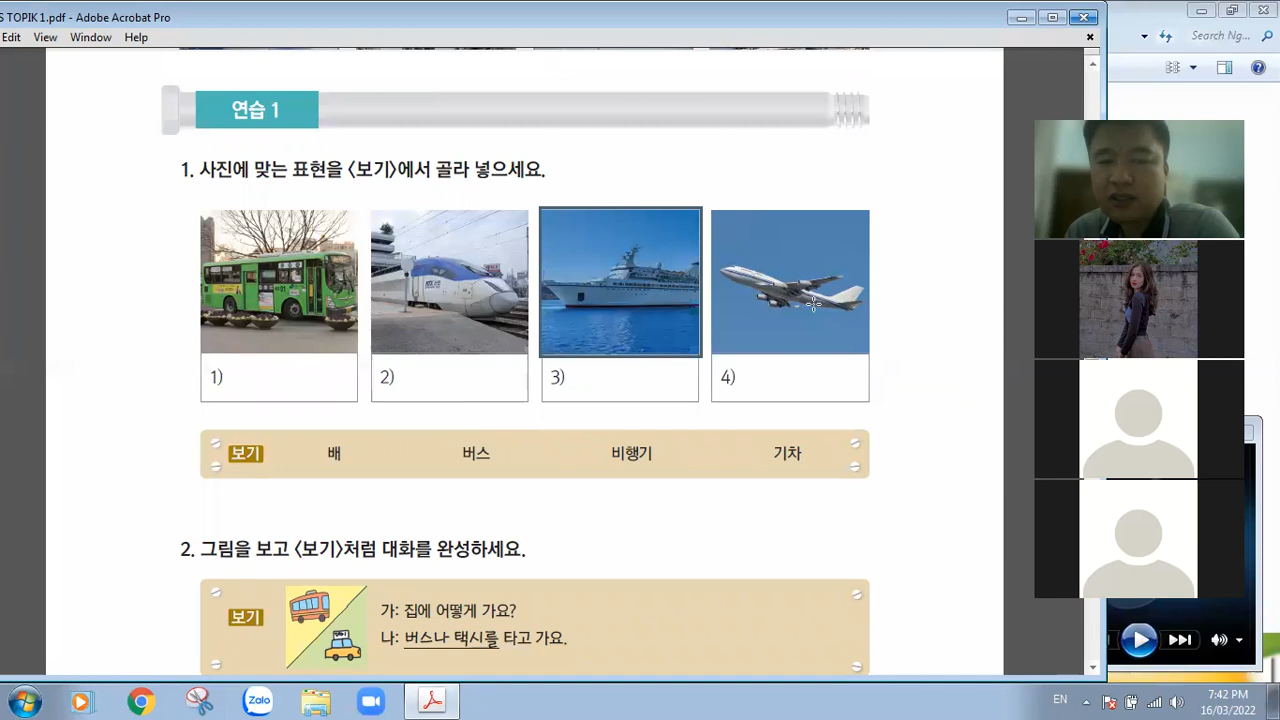 S TOPIK 1.pdf - Adobe Acrobat Pro
Edit View Window Help
Search Ng...
연습 1
1. 사진에 맞는 표현을 〈보기〉에서 골라 넣으세요.
1) 2) 3) 4)
보기 배 버스 비행기 기차
2. 그림을 보고 〈보기〉처럼 대화를 완성하세요.
보기
가: 집에 어떻게 가요?
나: 버스나 택시를 타고 가요.
Zalo
EN
7:42 PM
16/03/2022